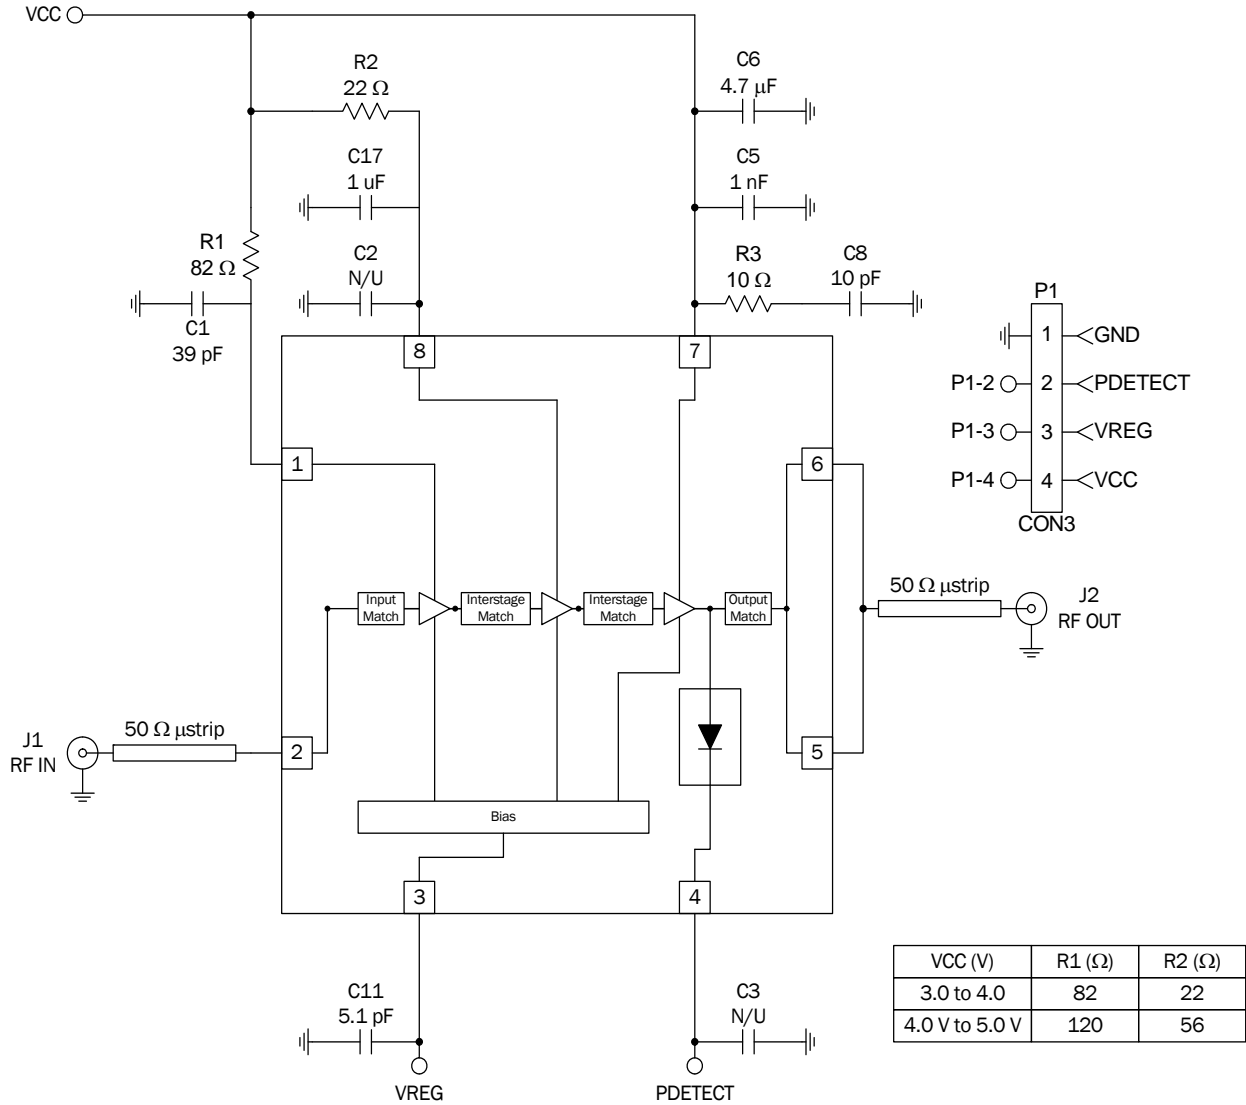 VCC
R2
22 Ω
C6
4.7 µF
C17
1 uF
C5
1 nF
R1
82 Ω
C2
N/U
R3
10 Ω
C8
10 pF
C1
39 pF
P1
8
7
1
GND
P1-2
2
PDETECT
P1-3
3
VREG
P1-4
4
VCC
CON3
1
6
Input
Match
Interstage
Match
Interstage
Match
Output
Match
50 Ω µstrip
J2
RF OUT
J1
RF IN
50 Ω µstrip
2
5
Bias
3
4
C11
5.1 pF
C3
N/U
VREG
PDETECT
VCC (V) R1 (Ω) R2 (Ω)
3.0 to 4.0 82 22
4.0 V to 5.0 V 120 56